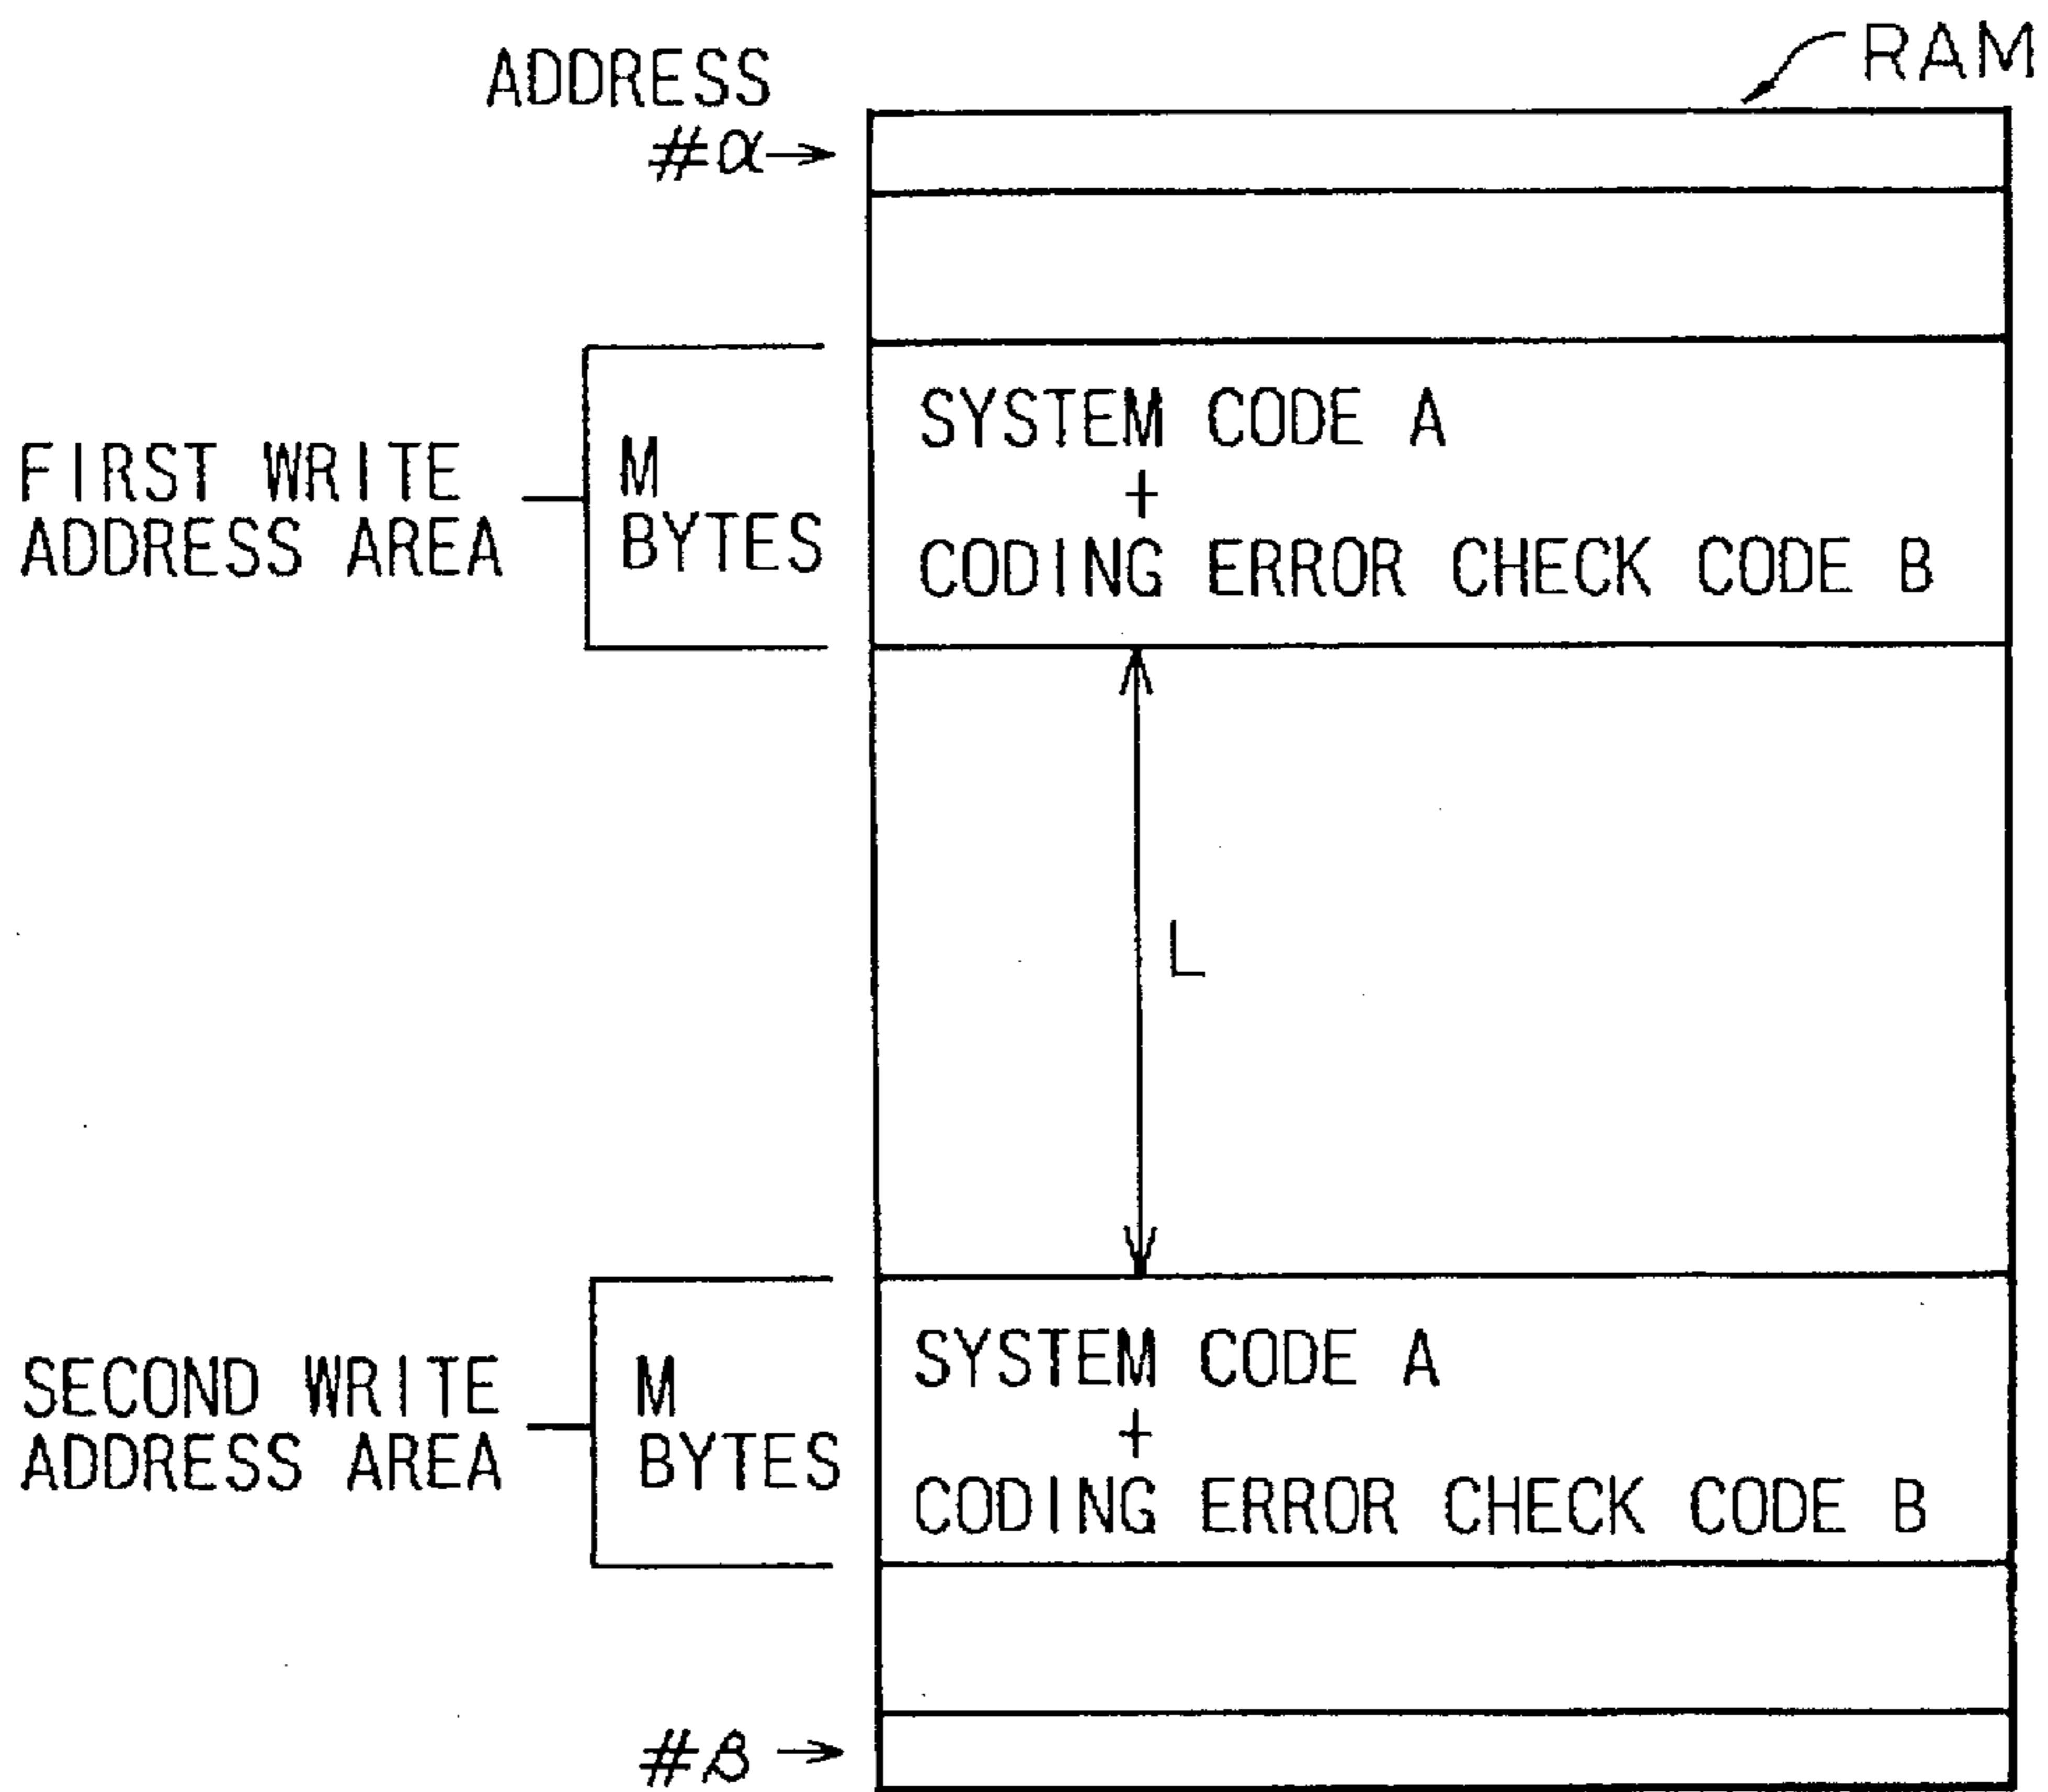 RAM
ADDRESS
#α→
FIRST WRITE
ADDRESS AREA
M
BYTES
SYSTEM CODE A
+
CODING ERROR CHECK CODE B
L
SECOND WRITE
ADDRESS AREA
M
BYTES
SYSTEM CODE A
+
CODING ERROR CHECK CODE B
#β→